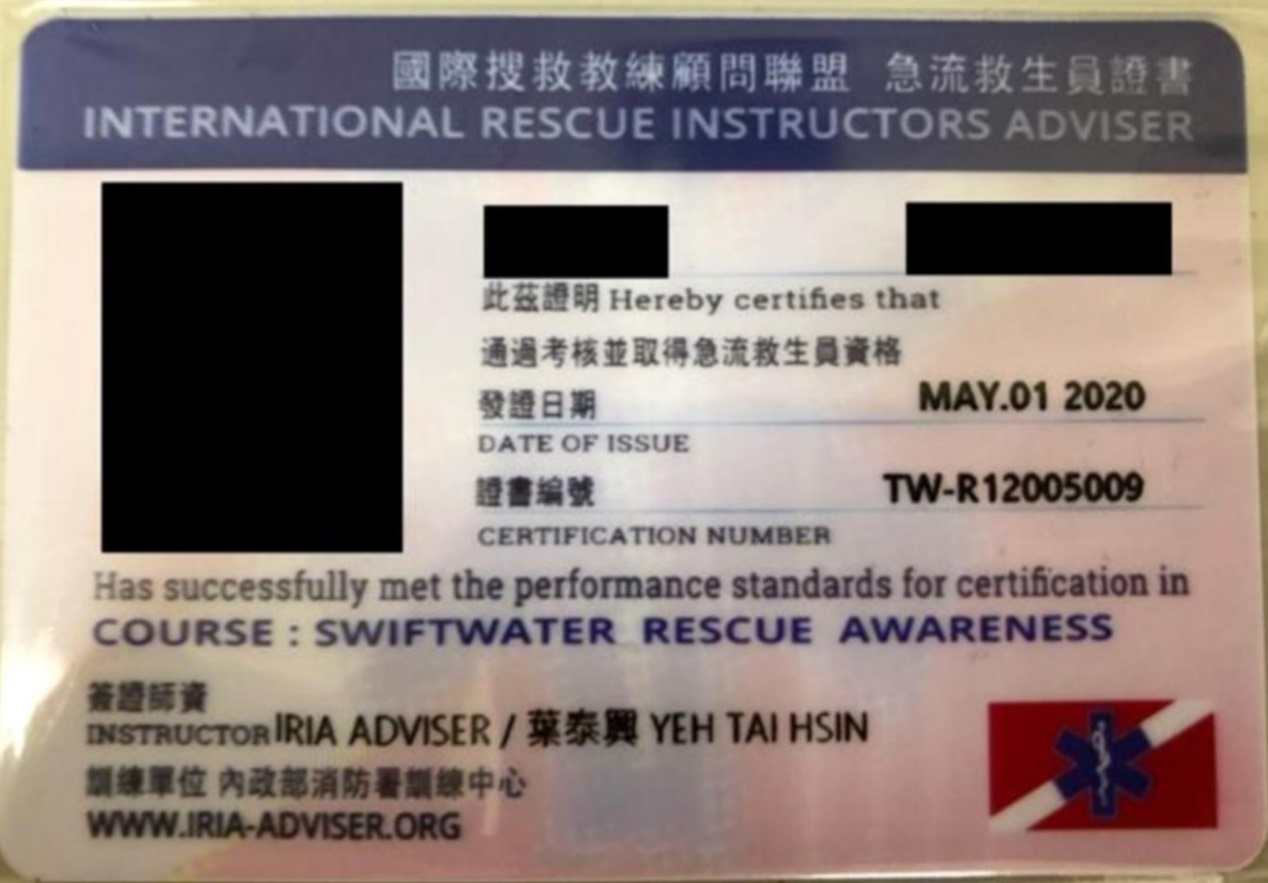 國際搜救教練顧問聯盟 急流救生員證書
INTERNATIONAL RESCUE INSTRUCTORS ADVISER
此茲證明 Hereby certifies that
通過考核並取得急流救生員資格
發證日期 MAY.01 2020
DATE OF ISSUE
證書編號 TW-R12005009
CERTIFICATION NUMBER
Has successfully met the performance standards for certification in
COURSE : SWIFTWATER RESCUE AWARENESS
簽證師資
INSTRUCTOR IRIA ADVISER / 葉泰興 YEH TAI HSIN
訓練單位 內政部消防署訓練中心
WWW.IRIA-ADVISER.ORG